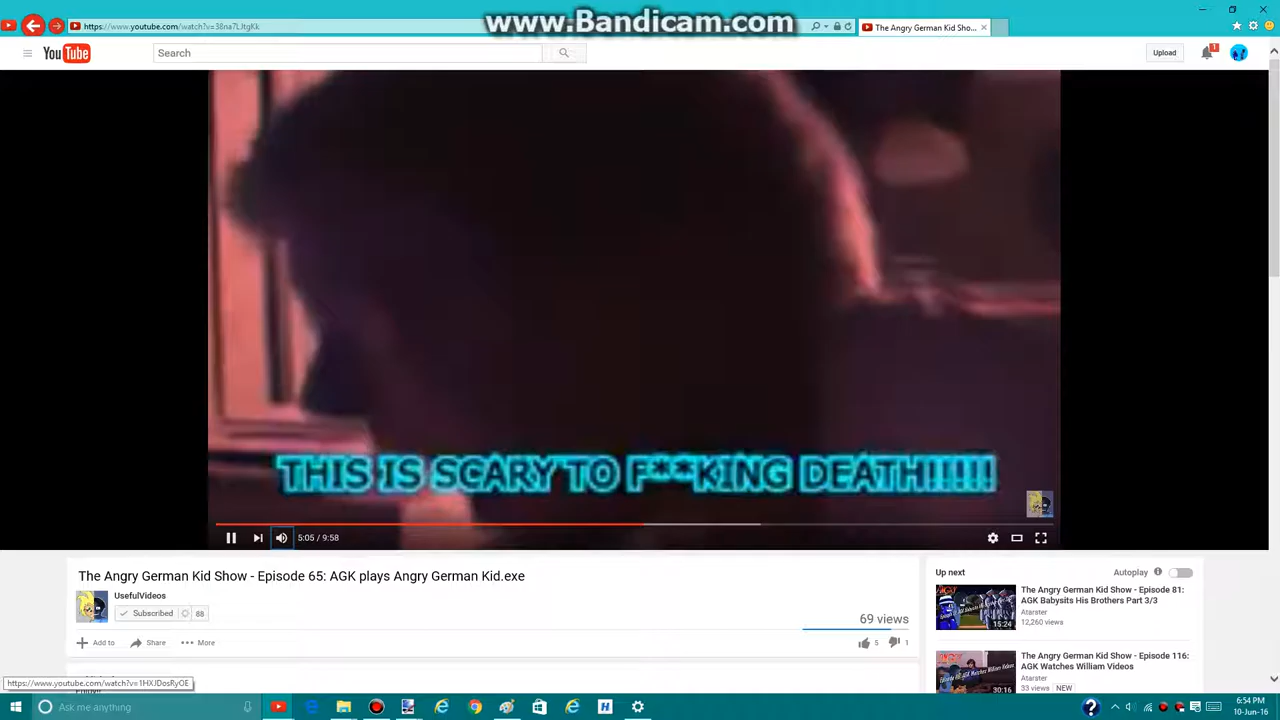 www.Bandicam.com
https://www.youtube.com/watch?v=38na7LJtgKk
The Angry German Kid Sho...
YouTube
Search
Upload
1
THIS IS SCARY TO F**KING DEATH!!!!!
5:05 / 9:58
The Angry German Kid Show - Episode 65: AGK plays Angry German Kid.exe
UsefulVideos
Subscribed 88
69 views
Add to Share More
5 1
Up next
Autoplay
The Angry German Kid Show - Episode 81:
AGK Babysits His Brothers Part 3/3
Atarster
12,260 views
15:24
The Angry German Kid Show - Episode 116:
AGK Watches William Videos
Atarster
33 views NEW
30:16
https://www.youtube.com/watch?v=1HXJDosRyOE
Ask me anything
6:54 PM
10-Jun-16